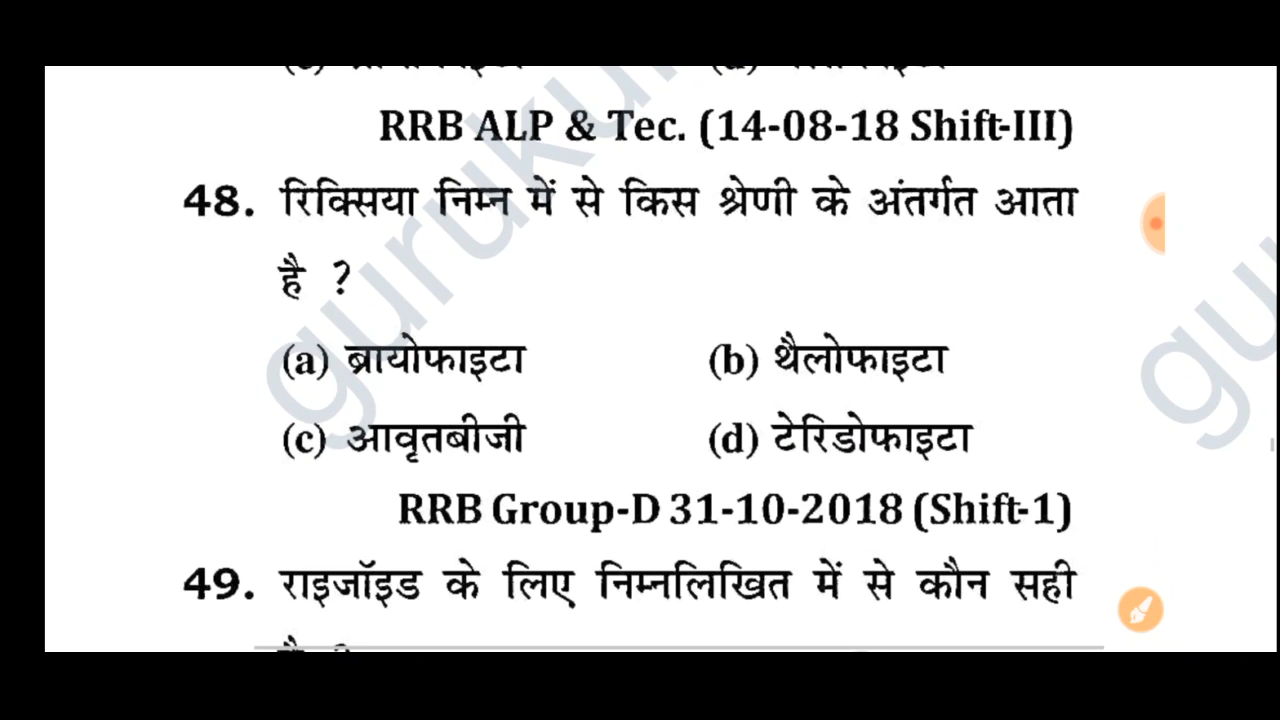 RRB ALP & Tec. (14-08-18 Shift-III)
48. रिक्सिया निम्न में से किस श्रेणी के अंतर्गत आता
है ?
(a) ब्रायोफाइटा (b) थैलोफाइटा
(c) आवृतबीजी (d) टेरिडोफाइटा
RRB Group-D 31-10-2018 (Shift-1)
49. राइजॉइड के लिए निम्नलिखित में से कौन सही